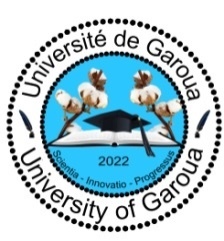 Université de Garoua
2022
Scientia - Innovatio - Progressus
University of Garoua